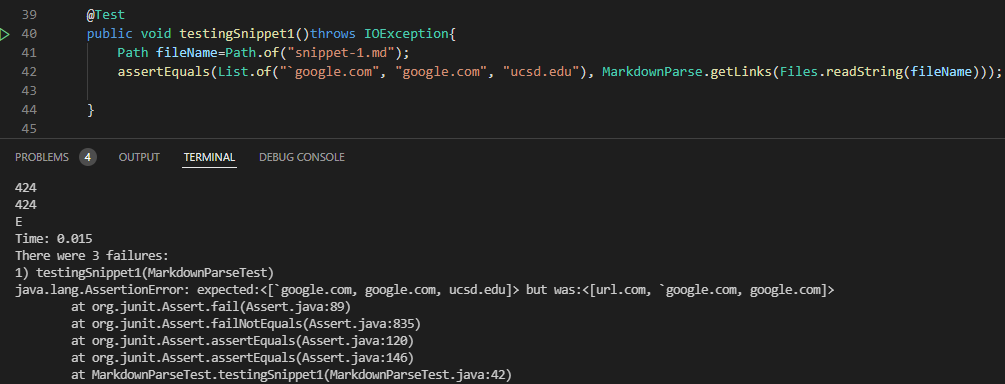 39 @Test
40 public void testingSnippet1()throws IOException{
41 Path fileName=Path.of("snippet-1.md");
42 assertEquals(List.of("`google.com", "google.com", "ucsd.edu"), MarkdownParse.getLinks(Files.readString(fileName)));
43
44 }
45
PROBLEMS 4 OUTPUT TERMINAL DEBUG CONSOLE
424
424
E
Time: 0.015
There were 3 failures:
1) testingSnippet1(MarkdownParseTest)
java.lang.AssertionError: expected:<[`google.com, google.com, ucsd.edu]> but was:<[url.com, `google.com, google.com]>
at org.junit.Assert.fail(Assert.java:89)
at org.junit.Assert.failNotEquals(Assert.java:835)
at org.junit.Assert.assertEquals(Assert.java:120)
at org.junit.Assert.assertEquals(Assert.java:146)
at MarkdownParseTest.testingSnippet1(MarkdownParseTest.java:42)